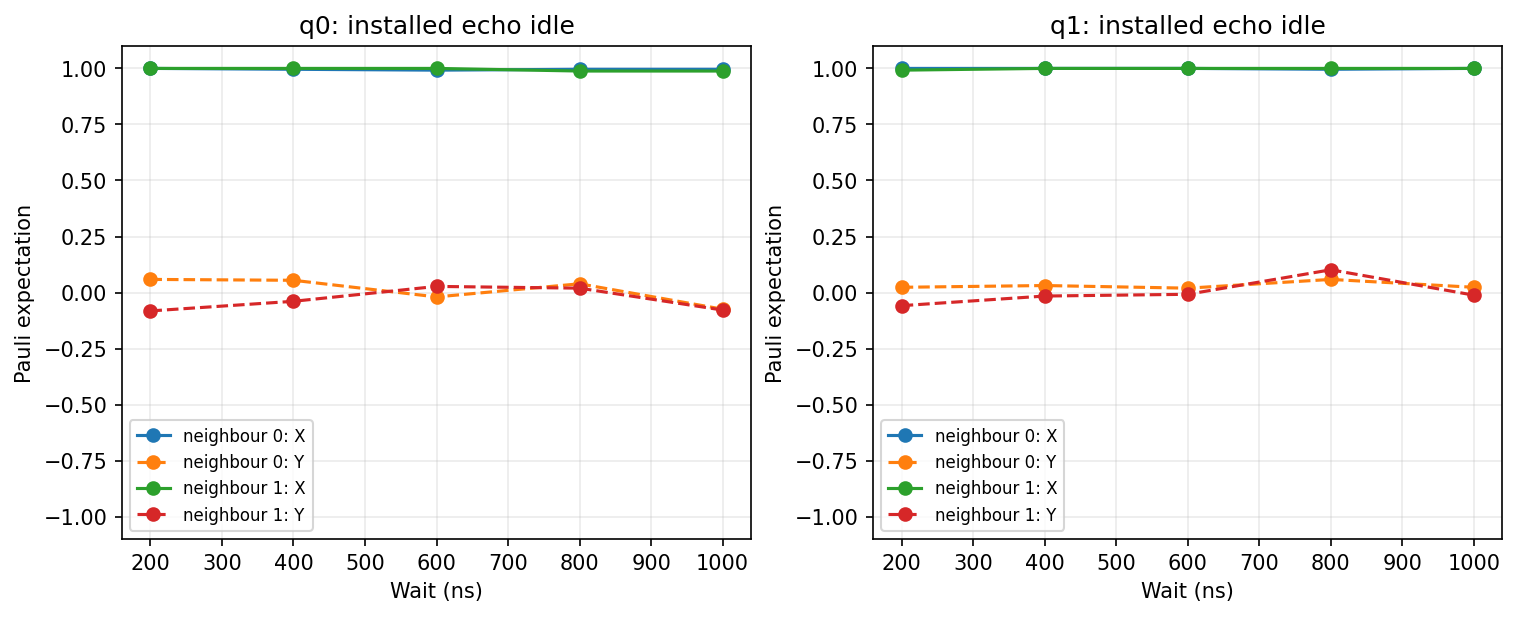 q0: installed echo idle
1.00
0.75
0.50
0.25
0.00
−0.25
−0.50
−0.75
−1.00
Pauli expectation
neighbour 0: X
neighbour 0: Y
neighbour 1: X
neighbour 1: Y
200 300 400 500 600 700 800 900 1000
Wait (ns)
q1: installed echo idle
1.00
0.75
0.50
0.25
0.00
−0.25
−0.50
−0.75
−1.00
Pauli expectation
neighbour 0: X
neighbour 0: Y
neighbour 1: X
neighbour 1: Y
200 300 400 500 600 700 800 900 1000
Wait (ns)